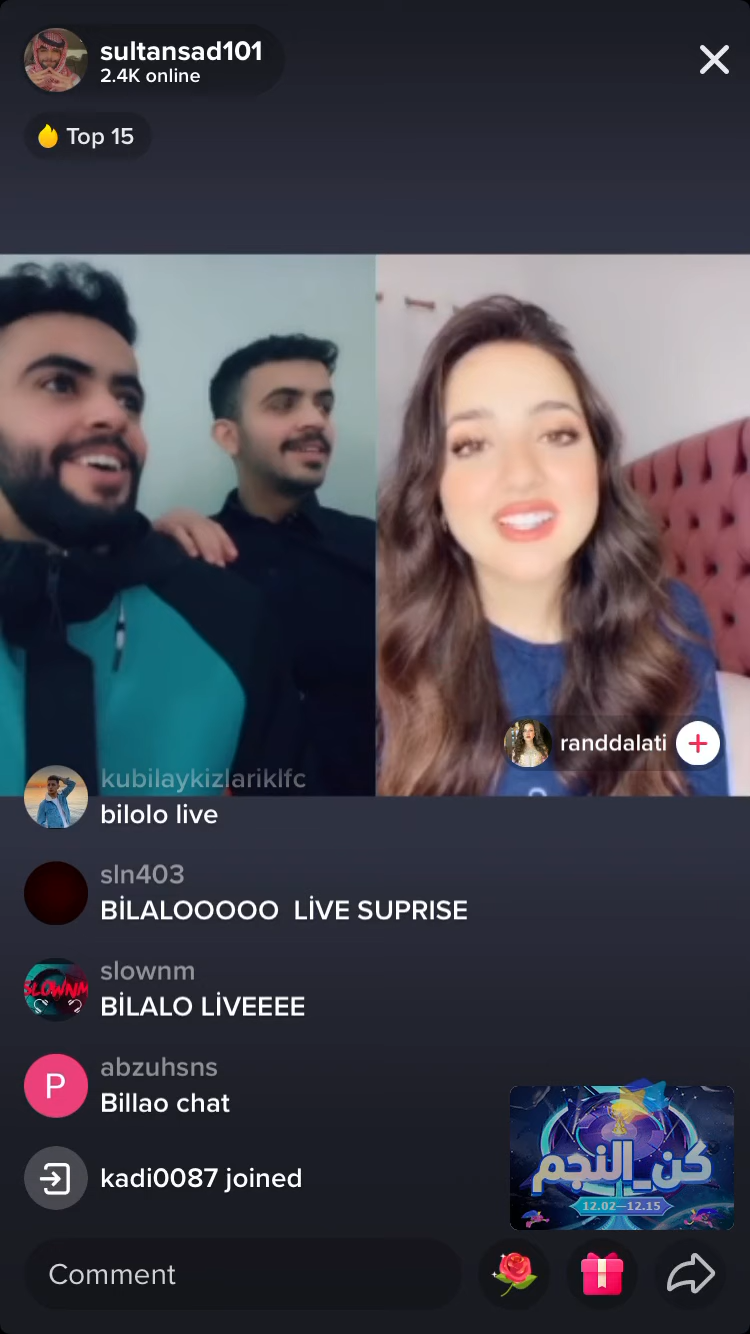 sultansad101
2.4K online
Top 15
randdalati
kubilaykizlariklfc
bilolo live
sln403
BİLALOOOOO LİVE SUPRISE
SLOWNM
slownm
BİLALO LİVEEEE
P
abzuhsns
Billao chat
kadi0087 joined
كن_النجم
12.02—12.15
Comment